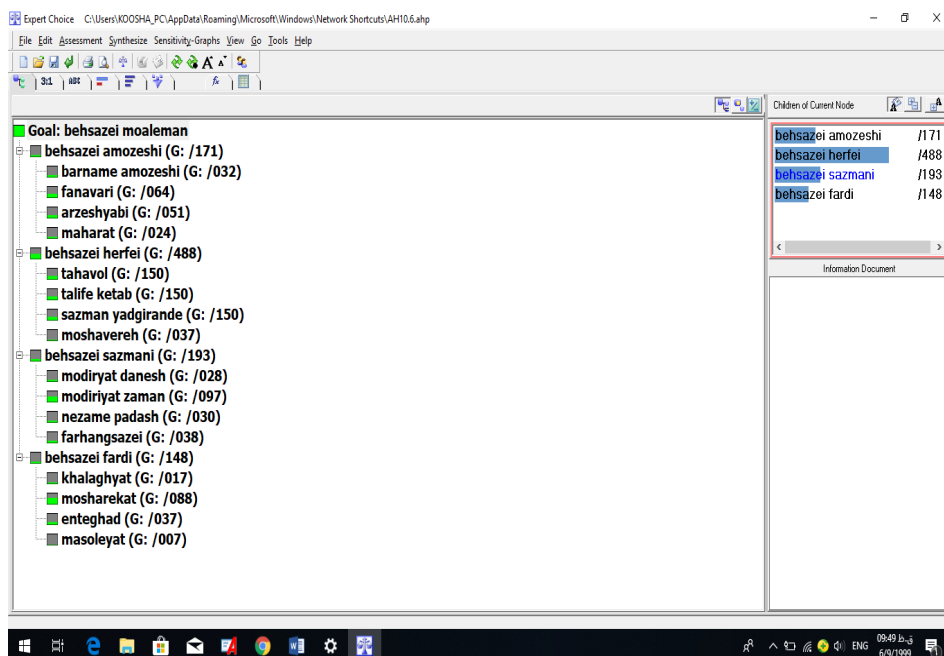 Expert Choice C:\Users\KOOSHA_PC\AppData\Roaming\Microsoft\Windows\Network Shortcuts\AH10.6.ahp
File Edit Assessment Synthesize Sensitivity-Graphs View Go Tools Help
3:1 ABC fx
Children of Current Node
Goal: behsazei moaleman
behsazei amozeshi (G: /171)
barname amozeshi (G: /032)
fanavari (G: /064)
arzeshyabi (G: /051)
maharat (G: /024)
behsazei herfei (G: /488)
tahavol (G: /150)
talife ketab (G: /150)
sazman yadgirande (G: /150)
moshavereh (G: /037)
behsazei sazmani (G: /193)
modiryat danesh (G: /028)
modiriyat zaman (G: /097)
nezame padash (G: /030)
farhangsazei (G: /038)
behsazei fardi (G: /148)
khalaghyat (G: /017)
mosharekat (G: /088)
enteghad (G: /037)
masoleyat (G: /007)
behsazei amozeshi /171
behsazei herfei /488
behsazei sazmani /193
behsazei fardi /148
Information Document
ENG
09:49 ق.ظ
6/9/1999